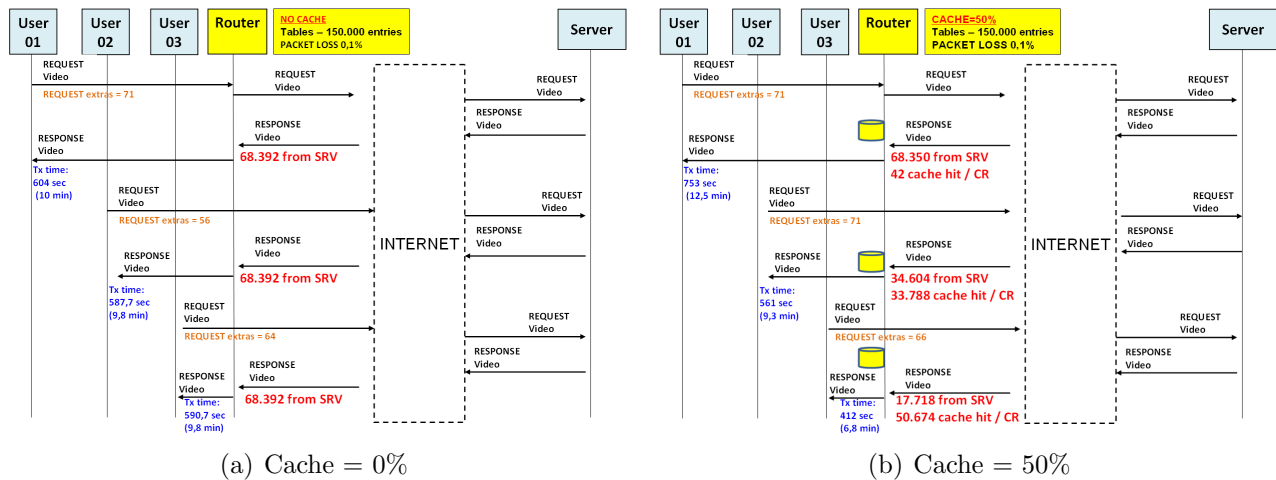 User
01
User
02
User
03
Router
NO CACHE
Tables – 150.000 entries
PACKET LOSS 0,1%
Server
REQUEST
Video
REQUEST extras = 71
REQUEST
Video
REQUEST
Video
RESPONSE
Video
RESPONSE
Video
68.392 from SRV
RESPONSE
Video
Tx time:
604 sec
(10 min)
REQUEST
Video
REQUEST extras = 56
REQUEST
Video
INTERNET
RESPONSE
Video
RESPONSE
Video
68.392 from SRV
RESPONSE
Video
Tx time:
587,7 sec
(9,8 min)
REQUEST
Video
REQUEST extras = 64
REQUEST
Video
RESPONSE
Video
RESPONSE
Video
68.392 from SRV
RESPONSE
Video
Tx time:
590,7 sec
(9,8 min)
(a) Cache = 0%
User
01
User
02
User
03
Router
CACHE=50%
Tables – 150.000 entries
PACKET LOSS 0,1%
Server
REQUEST
Video
REQUEST extras = 71
REQUEST
Video
REQUEST
Video
RESPONSE
Video
RESPONSE
Video
68.350 from SRV
42 cache hit / CR
RESPONSE
Video
Tx time:
753 sec
(12,5 min)
REQUEST
Video
REQUEST extras = 71
REQUEST
Video
INTERNET
RESPONSE
Video
RESPONSE
Video
34.604 from SRV
33.788 cache hit / CR
RESPONSE
Video
Tx time:
561 sec
(9,3 min)
REQUEST
Video
REQUEST extras = 66
REQUEST
Video
RESPONSE
Video
RESPONSE
Video
17.718 from SRV
50.674 cache hit / CR
RESPONSE
Video
Tx time:
412 sec
(6,8 min)
(b) Cache = 50%